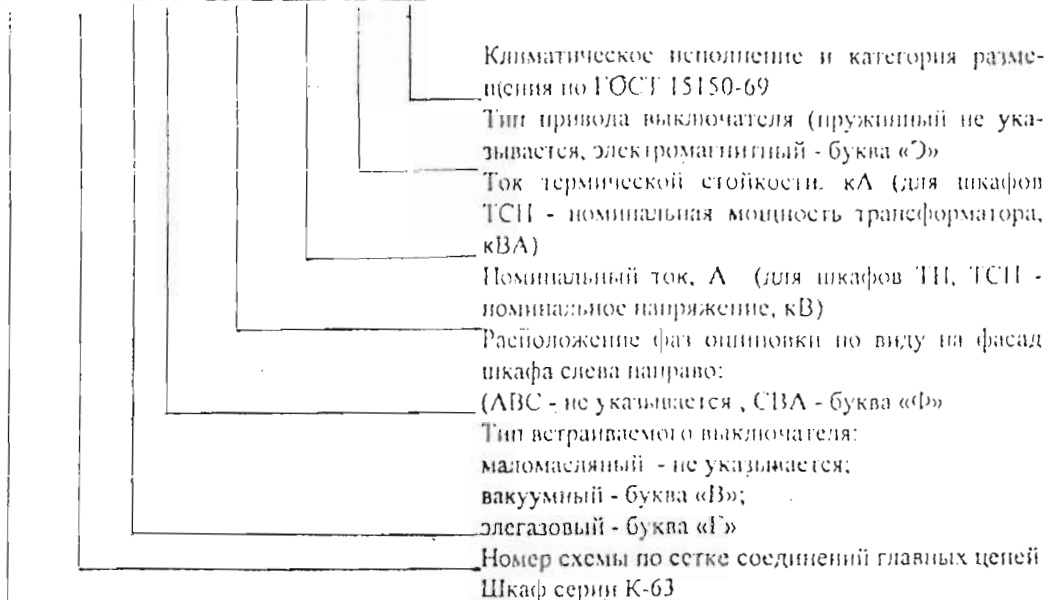 Климатическое исполнение и категория разме-
щения по ГОСТ 15150-69
Тип привода выключателя (пружинный не ука-
зывается, электромагнитный - буква «Э»
Ток термической стойкости. кА (для шкафов
ТСН - номинальная мощность трансформатора,
кВА)
Номинальный ток, А (для шкафов ТН, ТСН -
номинальное напряжение, кВ)
Расположение фаз ошиновки по виду на фасад
шкафа слева направо:
(АВС - не указывается , СВА - буква «Ф»
Тип встраиваемого выключателя:
маломасляный - не указывается;
вакуумный - буква «В»;
элегазовый - буква «Г»
Номер схемы по сетке соединений главных цепей
Шкаф серии К-63